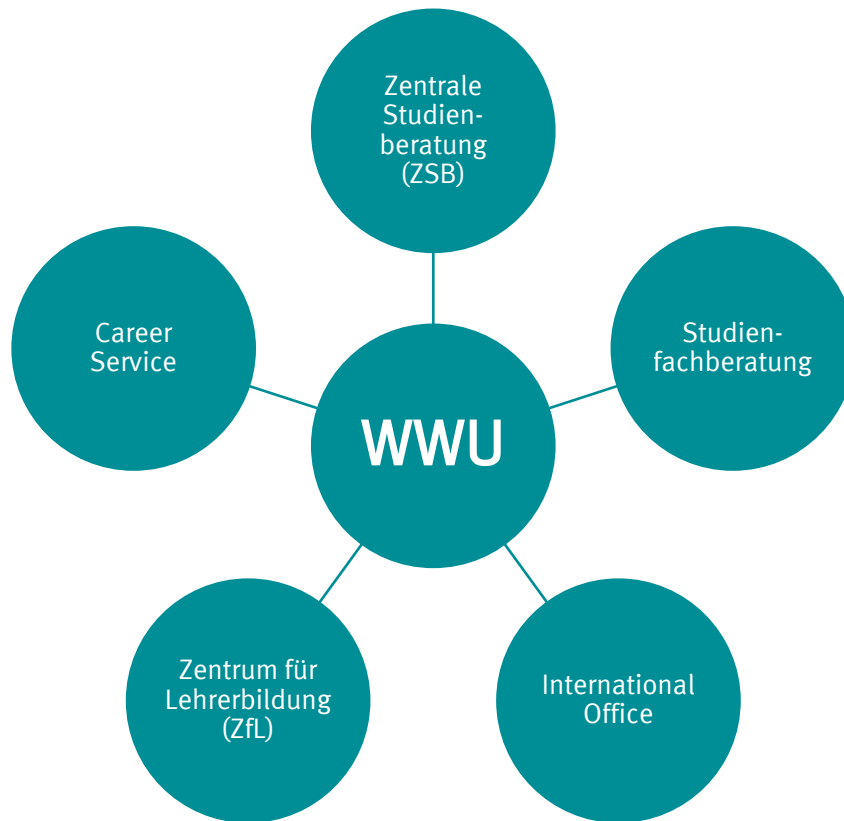 Zentrale
Studien-
beratung
(ZSB)
Career
Service
Studien-
fachberatung
WWU
Zentrum für
Lehrerbildung
(ZfL)
International
Office